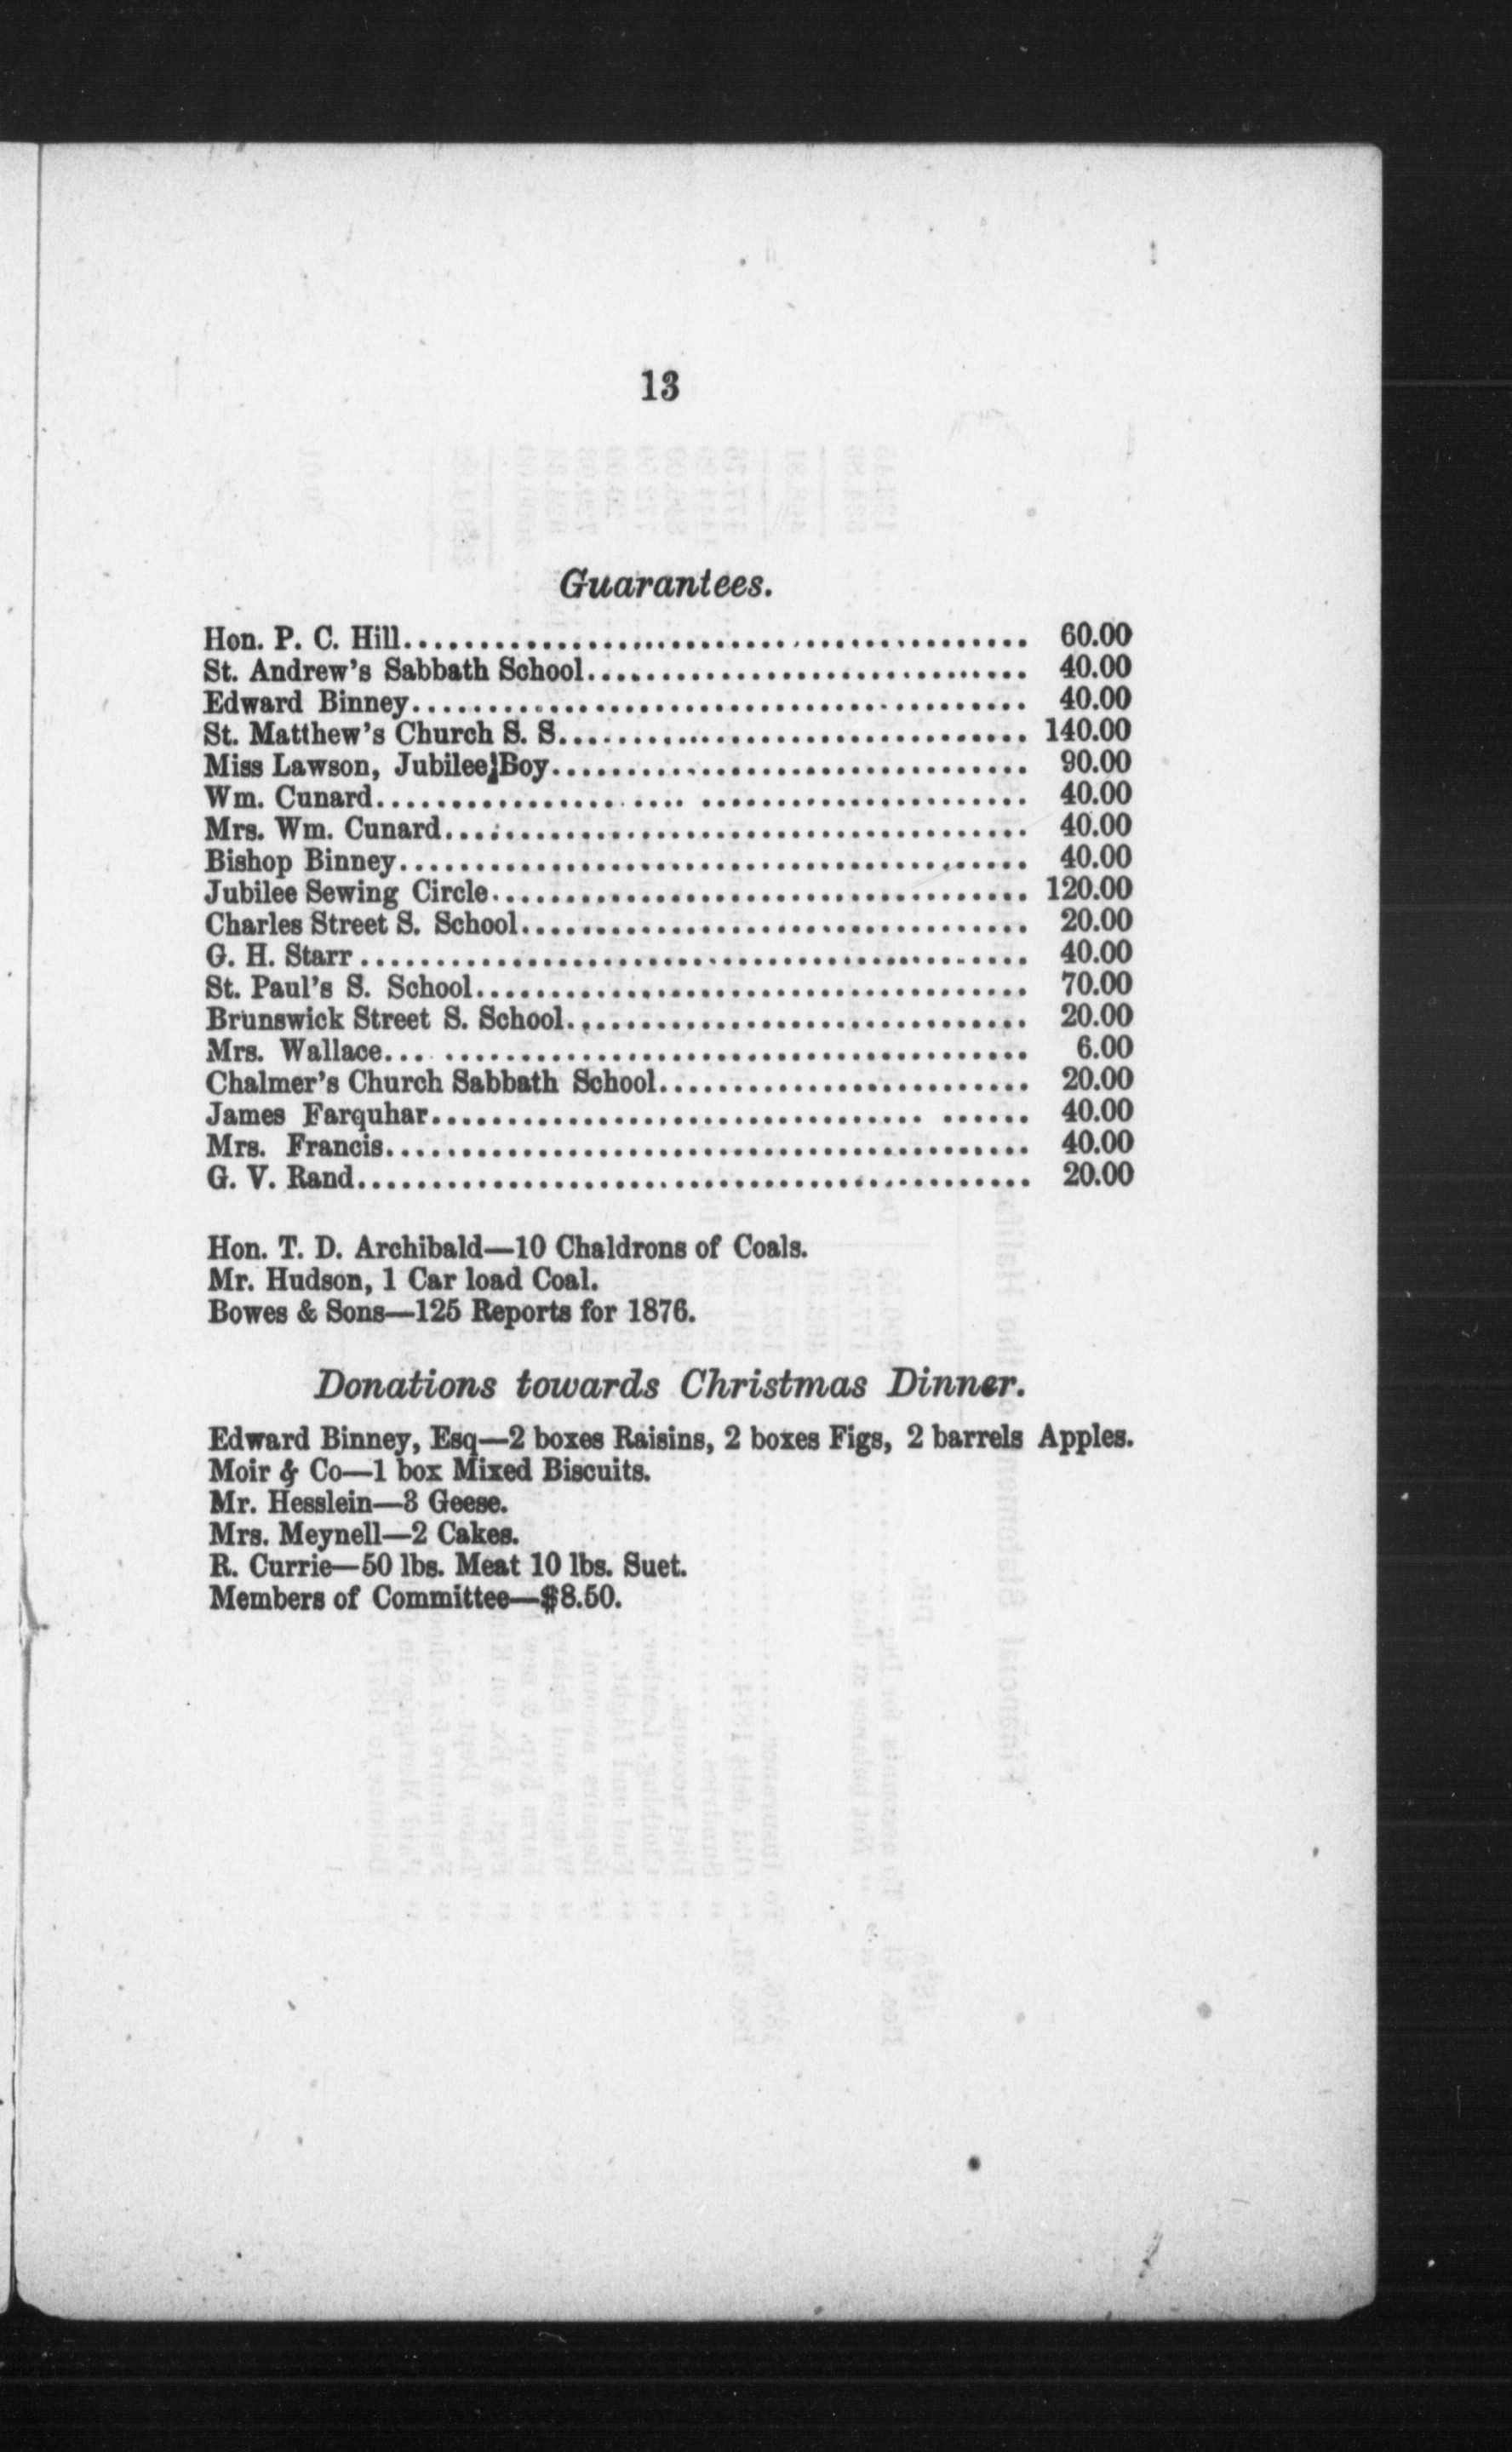 13
Guarantees.
Hon. P. C. Hill........................................ 60.00
St. Andrew's Sabbath School.............................. 40.00
Edward Binney........................................ 40.00
St. Matthew's Church S. S................................ 140.00
Miss Lawson, Jubilee Boy................................ 90.00
Wm. Cunard........................................ 40.00
Mrs. Wm. Cunard....................................... 40.00
Bishop Binney.......................................... 40.00
Jubilee Sewing Circle.................................... 120.00
Charles Street S. School.................................. 20.00
G. H. Starr............................................. 40.00
St. Paul's S. School..................................... 70.00
Brunswick Street S. School............................... 20.00
Mrs. Wallace.......................................... 6.00
Chalmer's Church Sabbath School......................... 20.00
James Farquhar........................................ 40.00
Mrs. Francis........................................... 40.00
G. V. Rand............................................. 20.00
Hon. T. D. Archibald—10 Chaldrons of Coals.
Mr. Hudson, 1 Car load Coal.
Bowes & Sons—125 Reports for 1876.
Donations towards Christmas Dinner.
Edward Binney, Esq—2 boxes Raisins, 2 boxes Figs, 2 barrels Apples.
Moir & Co—1 box Mixed Biscuits.
Mr. Hesslein—3 Geese.
Mrs. Meynell—2 Cakes.
R. Currie—50 lbs. Meat 10 lbs. Suet.
Members of Committee—$8.50.